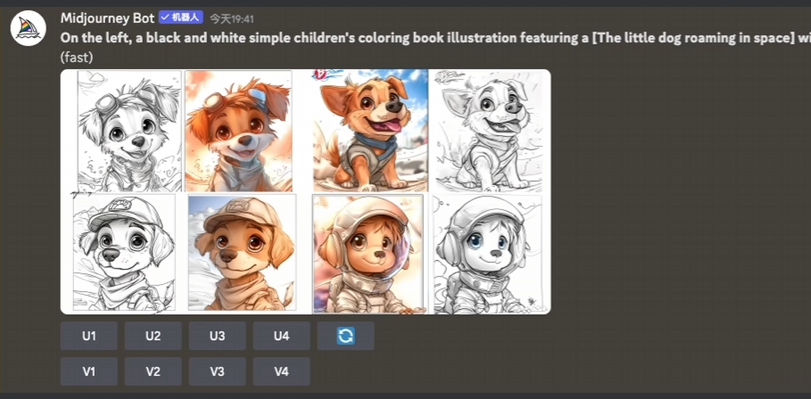 Midjourney Bot ✓机器人 今天19:41
On the left, a black and white simple children's coloring book illustration featuring a [The little dog roaming in space] wi
(fast)
U1 U2 U3 U4
V1 V2 V3 V4